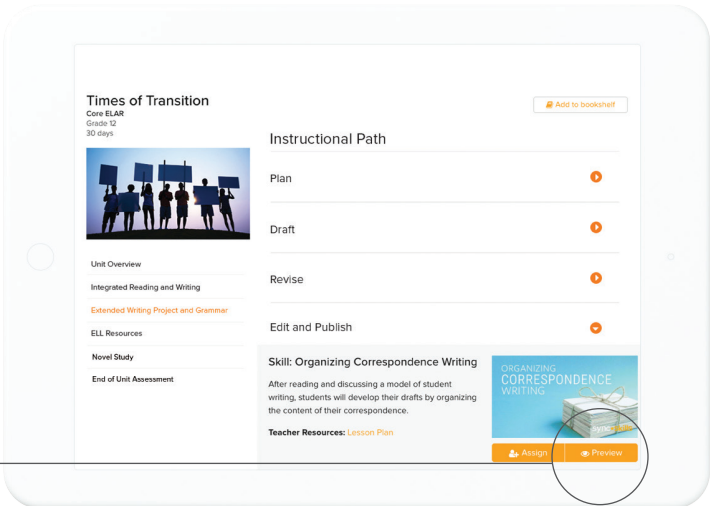 Times of Transition
Core ELAR
Grade 12
30 days
Add to bookshelf
Unit Overview
Integrated Reading and Writing
Extended Writing Project and Grammar
ELL Resources
Novel Study
End of Unit Assessment
Instructional Path
Plan
Draft
Revise
Edit and Publish
Skill: Organizing Correspondence Writing
After reading and discussing a model of student
writing, students will develop their drafts by organizing
the content of their correspondence.
Teacher Resources: Lesson Plan
ORGANIZING
CORRESPONDENCE
WRITING
Assign
Preview